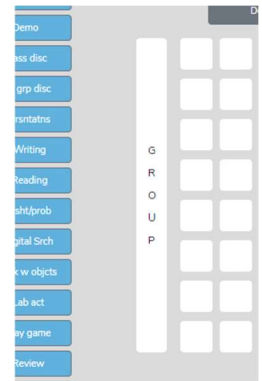 D
Demo
ass disc
grp disc
rsntatns
Writing
Reading
sht/prob
gital Srch
k w objcts
Lab act
ay game
Review
G
R
O
U
P